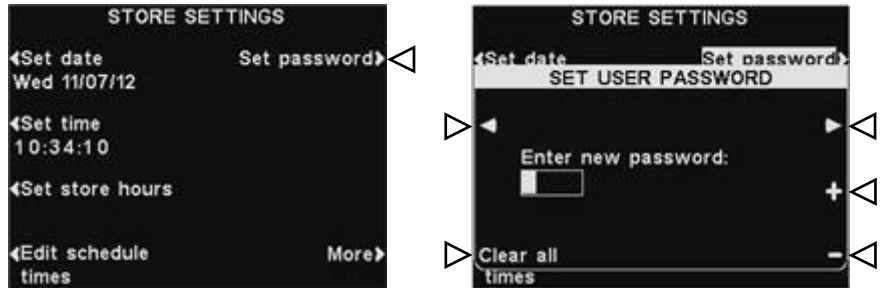 STORE SETTINGS
Set date Set password
Wed 11/07/12
Set time
10:34:10
Set store hours
Edit schedule More
times
STORE SETTINGS
Set date Set password
SET USER PASSWORD
Enter new password:
+
Clear all -
times